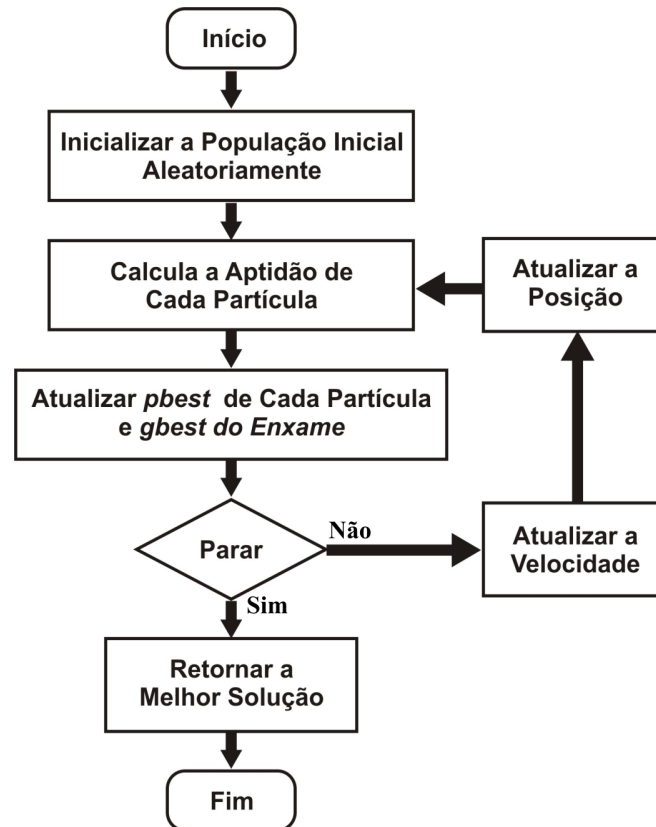 Início
Inicializar a População Inicial
Aleatoriamente
Calcula a Aptidão de
Cada Partícula
Atualizar a
Posição
Atualizar pbest de Cada Partícula
e gbest do Enxame
Parar
Não
Atualizar a
Velocidade
Sim
Retornar a
Melhor Solução
Fim